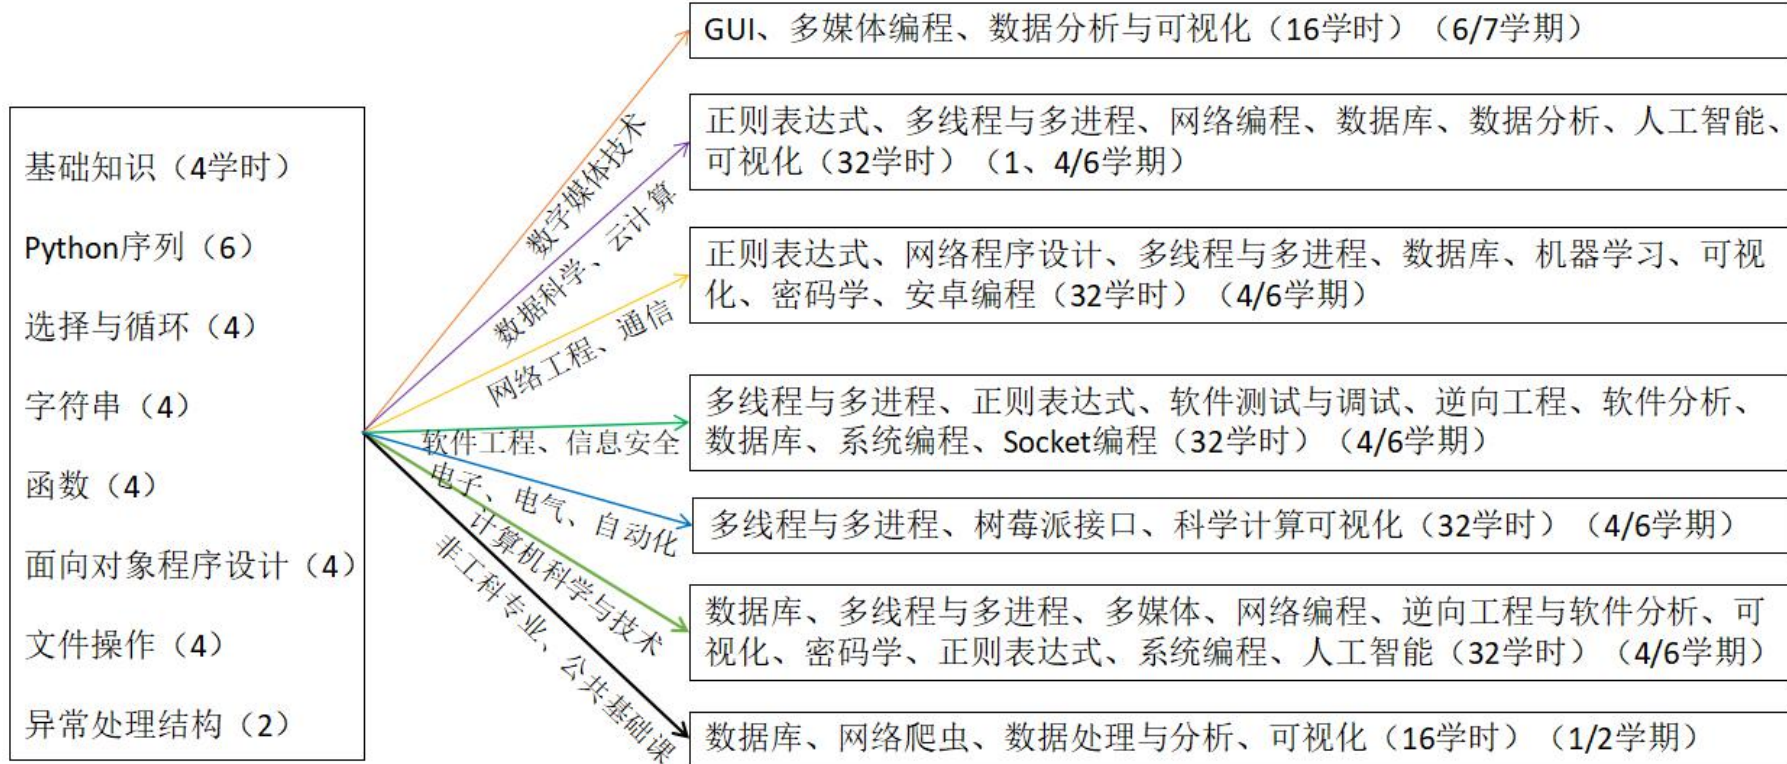 基础知识（4学时）
Python序列（6）
选择与循环（4）
字符串（4）
函数（4）
面向对象程序设计（4）
文件操作（4）
异常处理结构（2）
数字媒体技术
数据科学、云计算
网络工程、通信
软件工程、信息安全
电子、电气、自动化
计算机科学与技术
非工科专业、公共基础课
GUI、多媒体编程、数据分析与可视化（16学时）（6/7学期）
正则表达式、多线程与多进程、网络编程、数据库、数据分析、人工智能、
可视化（32学时）（1、4/6学期）
正则表达式、网络程序设计、多线程与多进程、数据库、机器学习、可视
化、密码学、安卓编程（32学时）（4/6学期）
多线程与多进程、正则表达式、软件测试与调试、逆向工程、软件分析、
数据库、系统编程、Socket编程（32学时）（4/6学期）
多线程与多进程、树莓派接口、科学计算可视化（32学时）（4/6学期）
数据库、多线程与多进程、多媒体、网络编程、逆向工程与软件分析、可
视化、密码学、正则表达式、系统编程、人工智能（32学时）（4/6学期）
数据库、网络爬虫、数据处理与分析、可视化（16学时）（1/2学期）